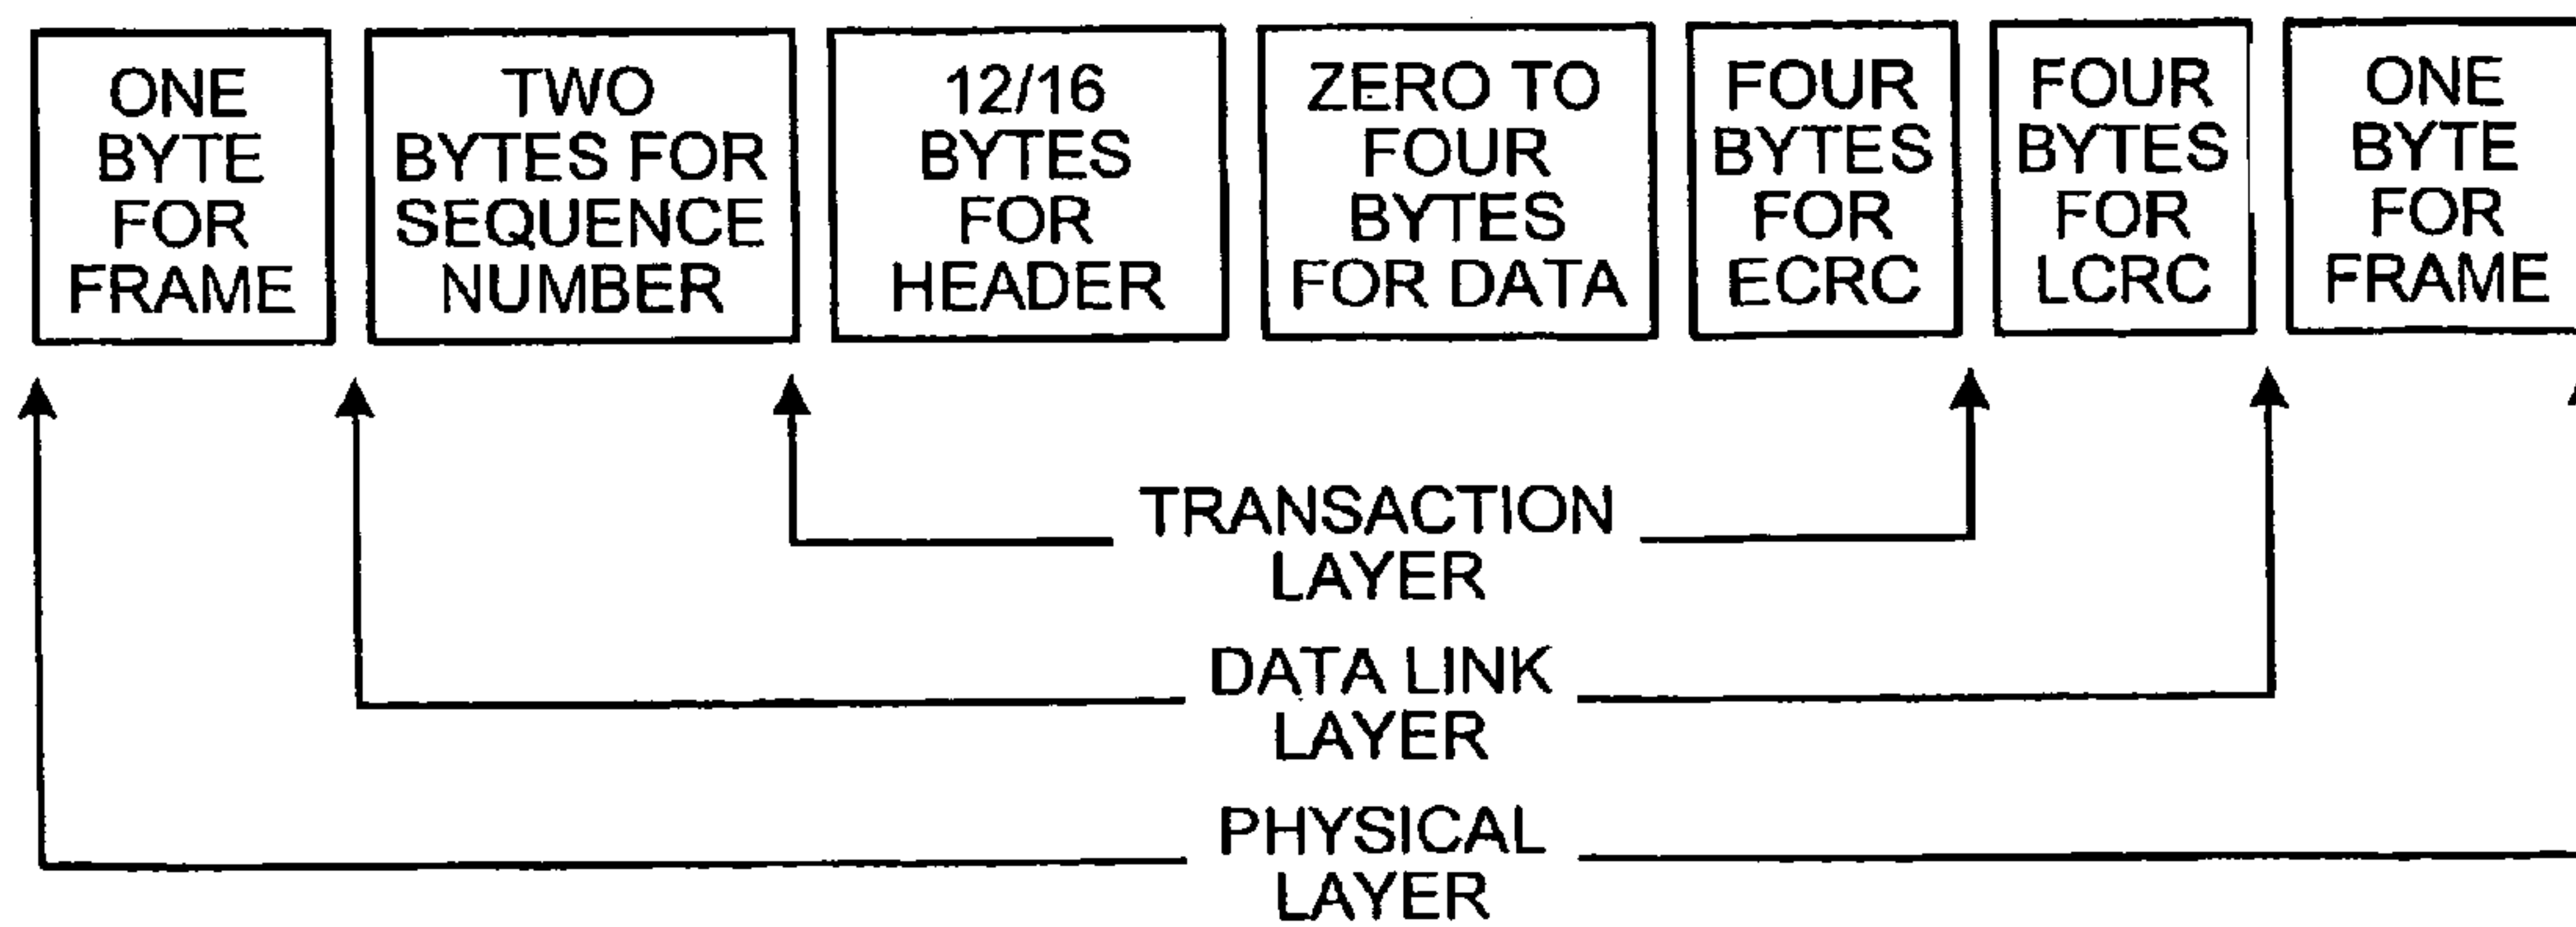 ONE
BYTE
FOR
FRAME
TWO
BYTES FOR
SEQUENCE
NUMBER
12/16
BYTES
FOR
HEADER
ZERO TO
FOUR
BYTES
FOR DATA
FOUR
BYTES
FOR
ECRC
FOUR
BYTES
FOR
LCRC
ONE
BYTE
FOR
FRAME
TRANSACTION
LAYER
DATA LINK
LAYER
PHYSICAL
LAYER